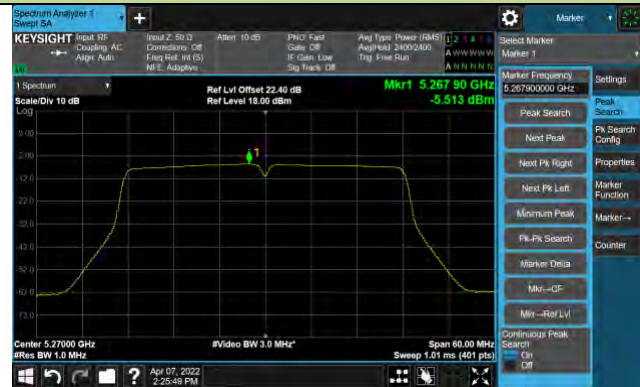 Spectrum Analyzer 1
Swept SA
+
Marker
KEYSIGHT
Input: RF
Coupling: AC
Align: Auto
Input Z: 50 Ω
Corrections: Off
Freq Ref: Int (S)
NFE: Adaptive
Atten: 10 dB
PNO: Fast
Gate: Off
IF Gain: Low
Sig Track: Off
Avg Type: Power (RMS)
Avg|Hold: 2400/2400
Trig: Free Run
1 2 3 4 5 6
A W W W W W
A N N N N N
Select Marker
Marker 1
1 Spectrum
Scale/Div 10 dB
Log
Ref Lvl Offset 22.40 dB
Ref Level 18.00 dBm
Mkr1 5.267 90 GHz
-5.513 dBm
Marker Frequency
5.267900000 GHz
Peak Search
Next Peak
Next Pk Right
Next Pk Left
Minimum Peak
Pk-Pk Search
Marker Delta
Mkr→CF
Mkr→Ref Lvl
Continuous Peak Search
On
Off
Settings
Peak Search
Pk Search Config
Properties
Marker Function
Marker→
Counter
1
Center 5.27000 GHz
#Res BW 1.0 MHz
#Video BW 3.0 MHz*
Span 60.00 MHz
Sweep 1.01 ms (401 pts)
?
Apr 07, 2022
2:25:49 PM